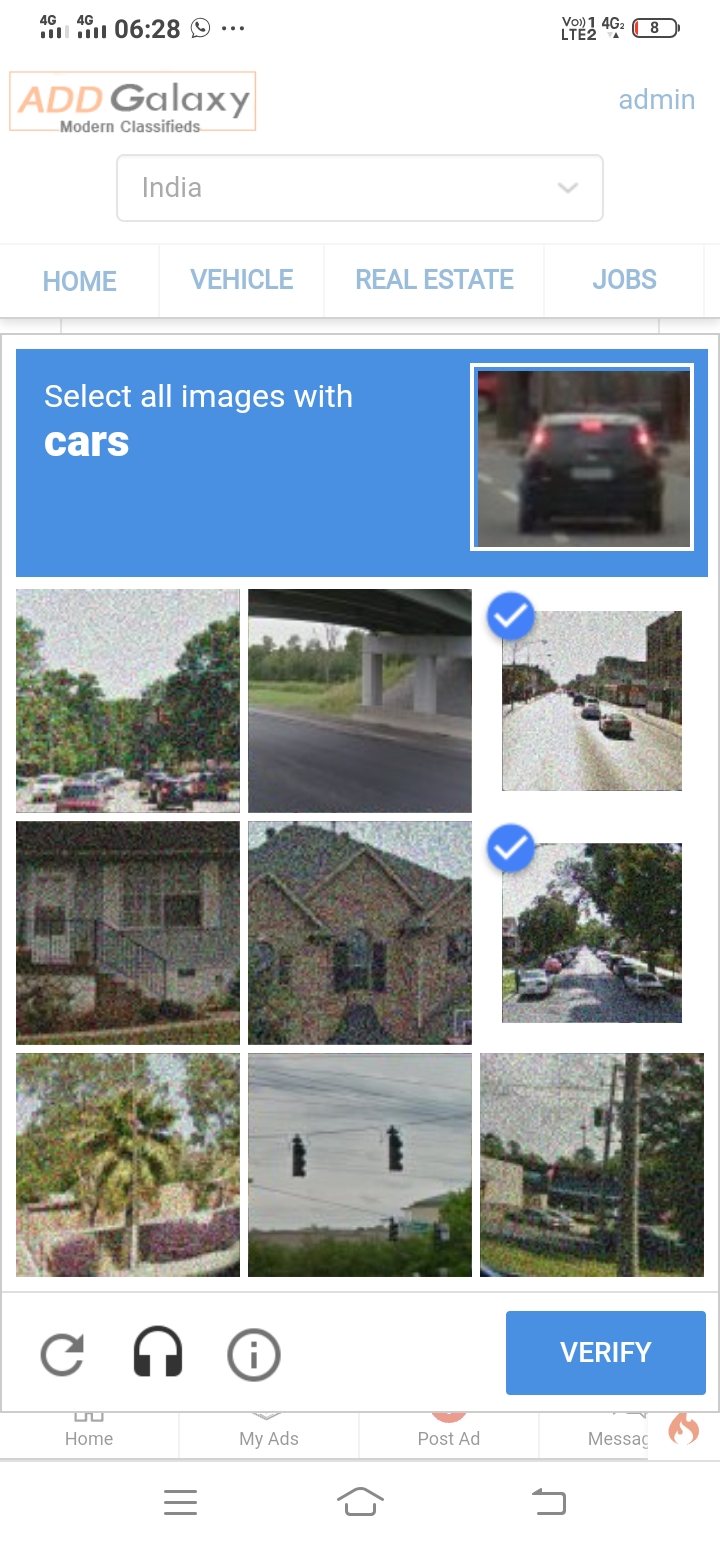 4G 4G 06:28 ... Vo)) 1 LTE2 4G2 8
ADD Galaxy
Modern Classifieds
admin
India
HOME VEHICLE REAL ESTATE JOBS
Select all images with
cars
VERIFY
Home My Ads Post Ad Messag